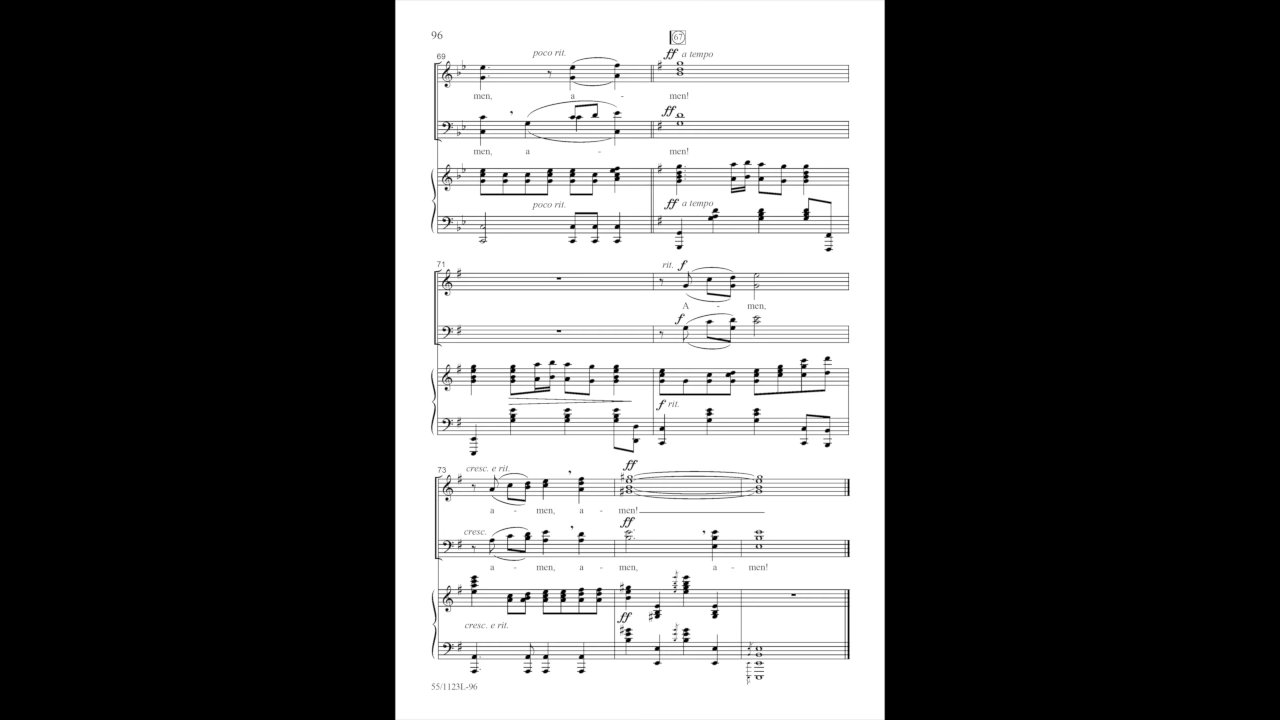 96
67
69
poco rit.
ff a tempo
men, a - men!
ff
men, a - men!
poco rit.
ff a tempo
71
rit. f
A - men,
f
f rit.
73
cresc. e rit.
ff
a - men, a - men!
cresc.
ff
a - men, a - men, a - men!
cresc. e rit.
ff
55/1123L-96